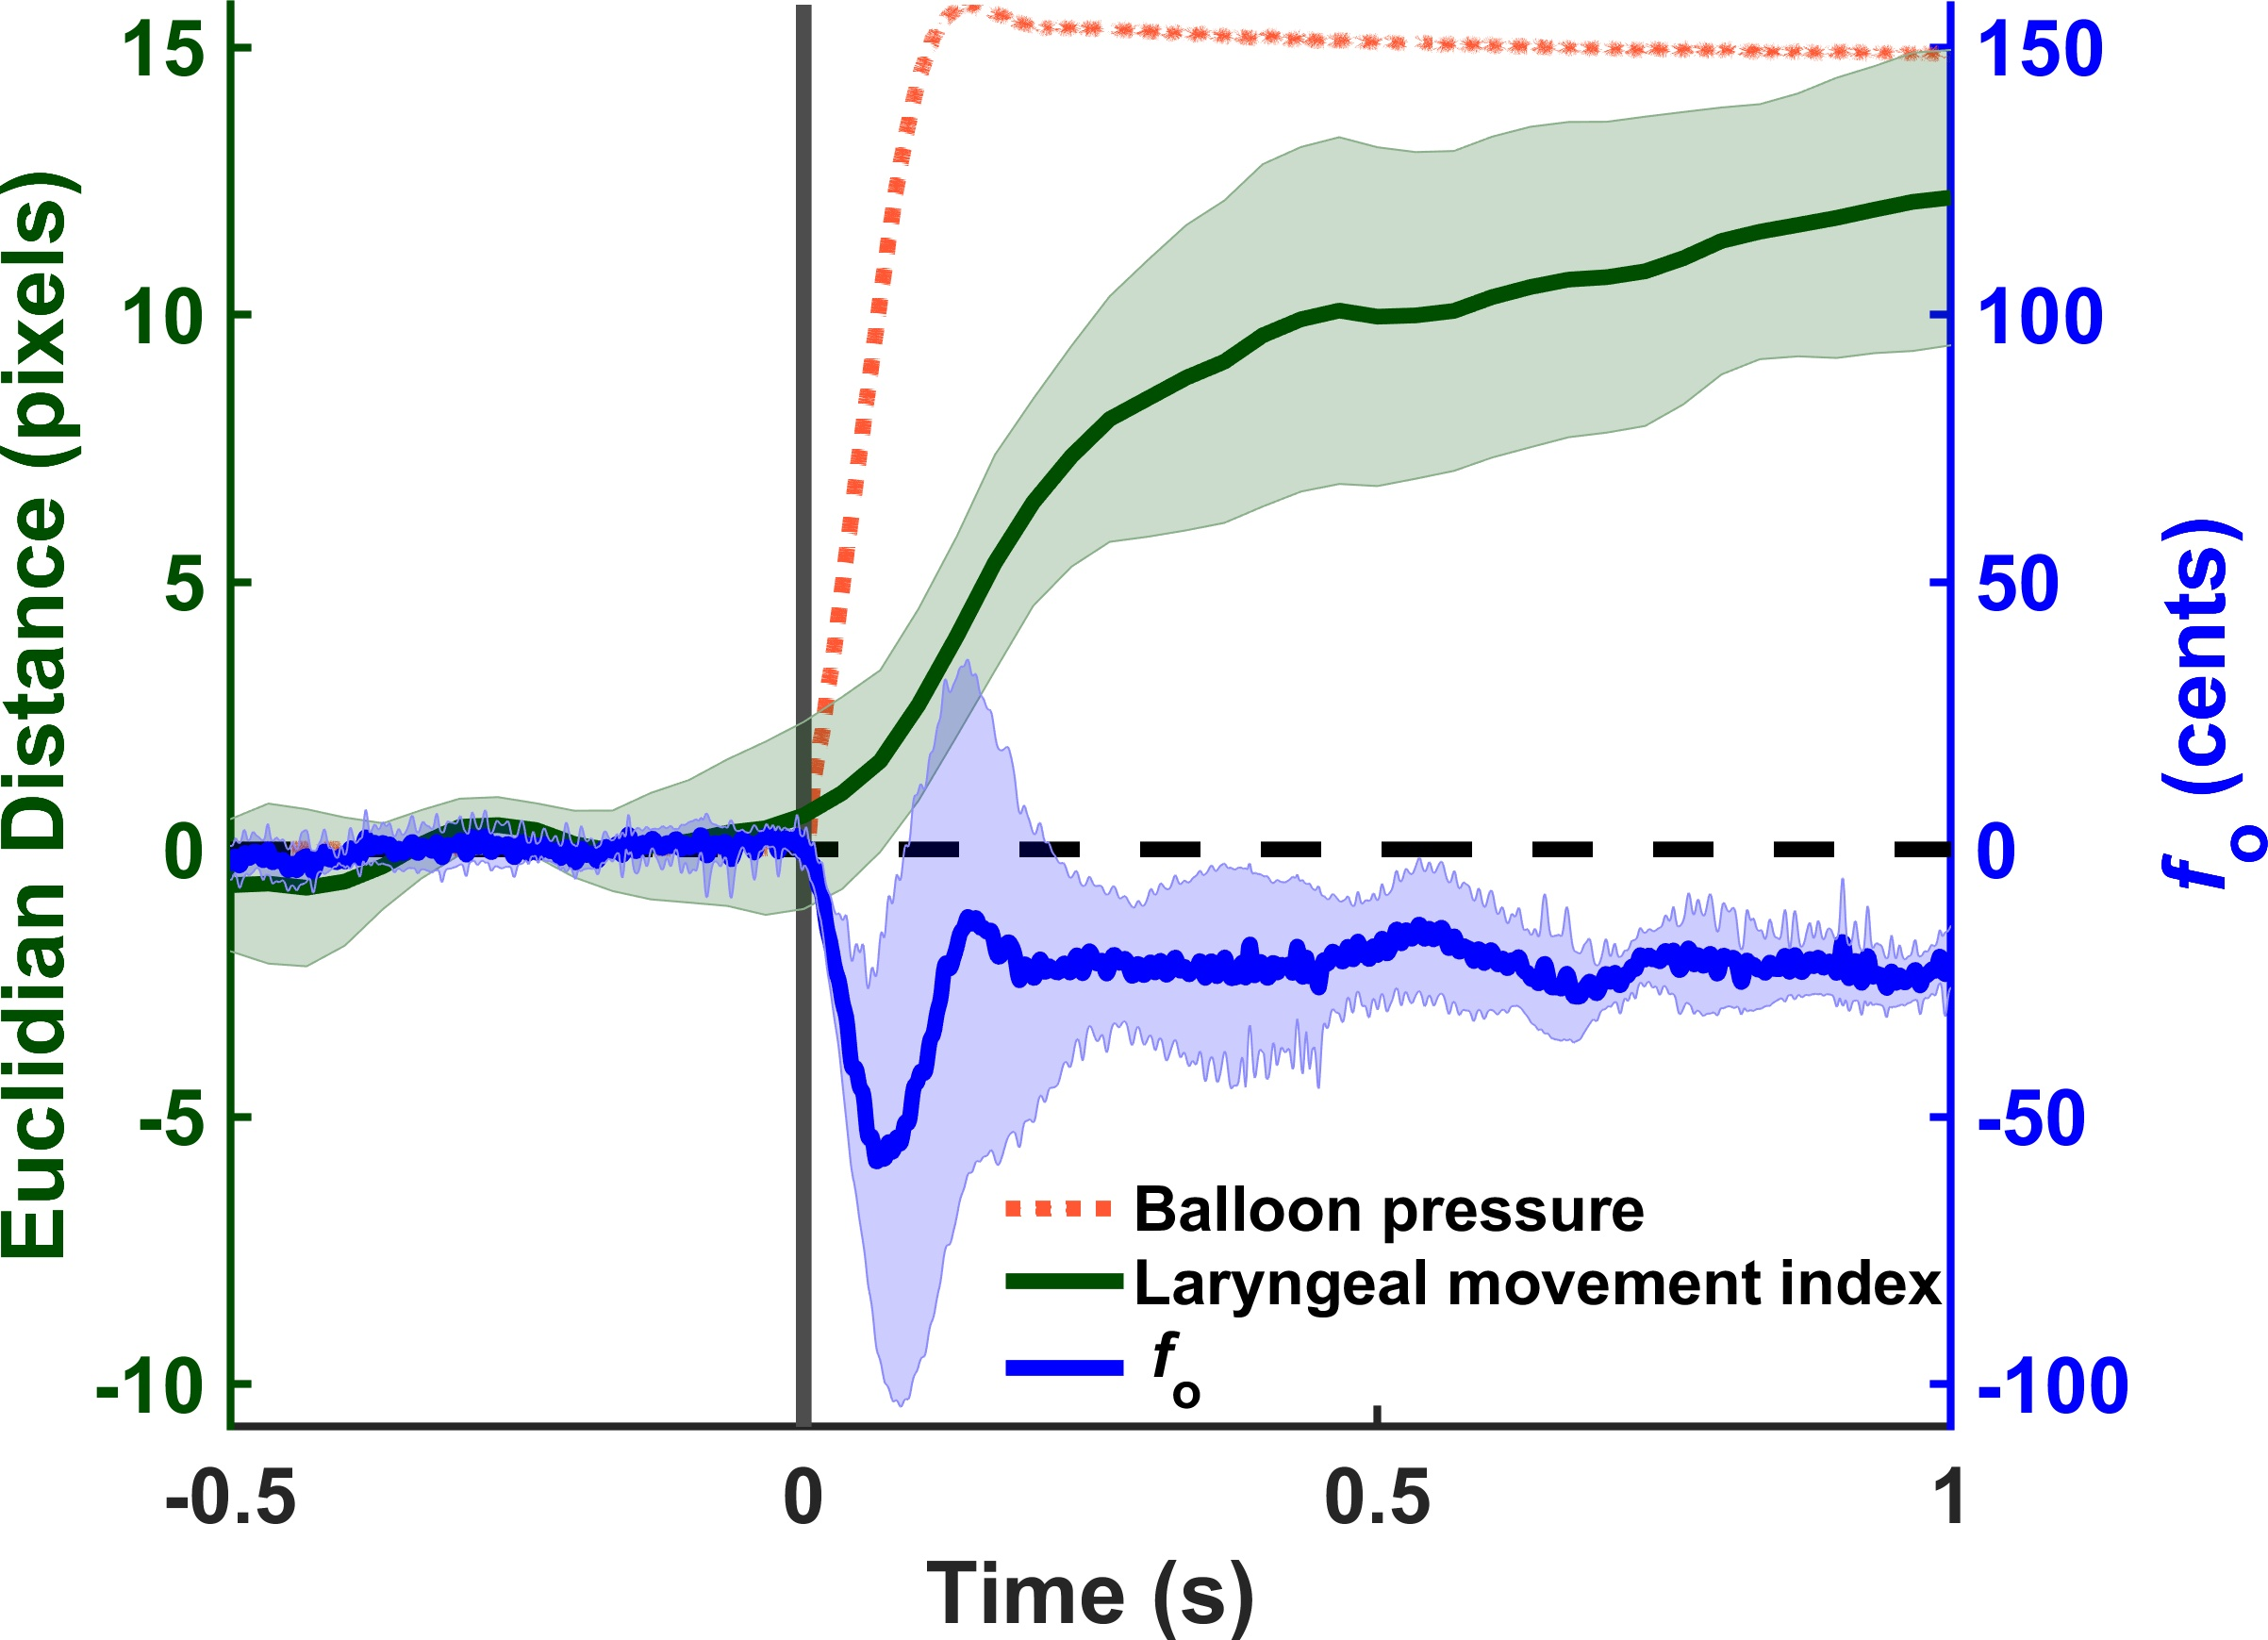 Euclidian Distance (pixels)
15
10
5
0
-5
-10
150
100
50
0
-50
-100
fo (cents)
Balloon pressure
Laryngeal movement index
fo
-0.5
0
0.5
1
Time (s)